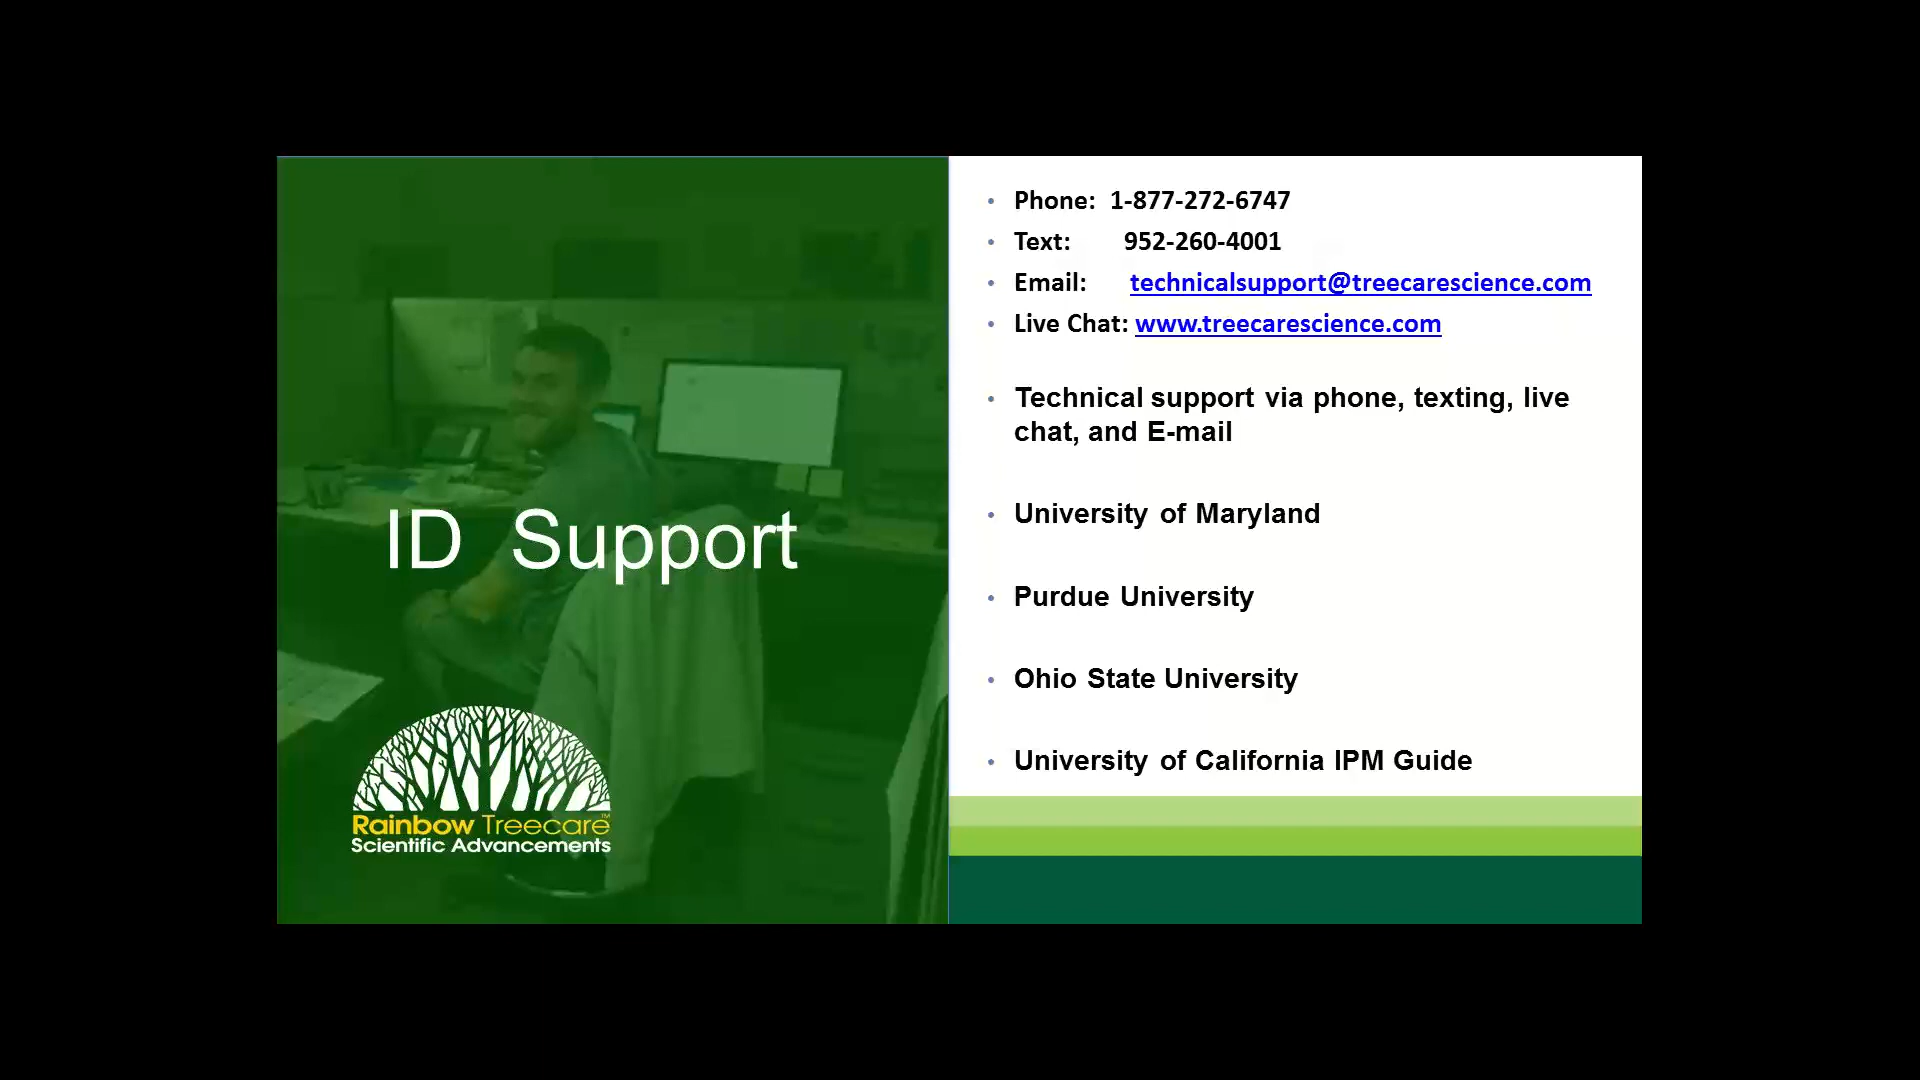 ID Support
Rainbow Treecare™
Scientific Advancements
• Phone: 1-877-272-6747
• Text: 952-260-4001
• Email: technicalsupport@treecarescience.com
• Live Chat: www.treecarescience.com
• Technical support via phone, texting, live
chat, and E-mail
• University of Maryland
• Purdue University
• Ohio State University
• University of California IPM Guide